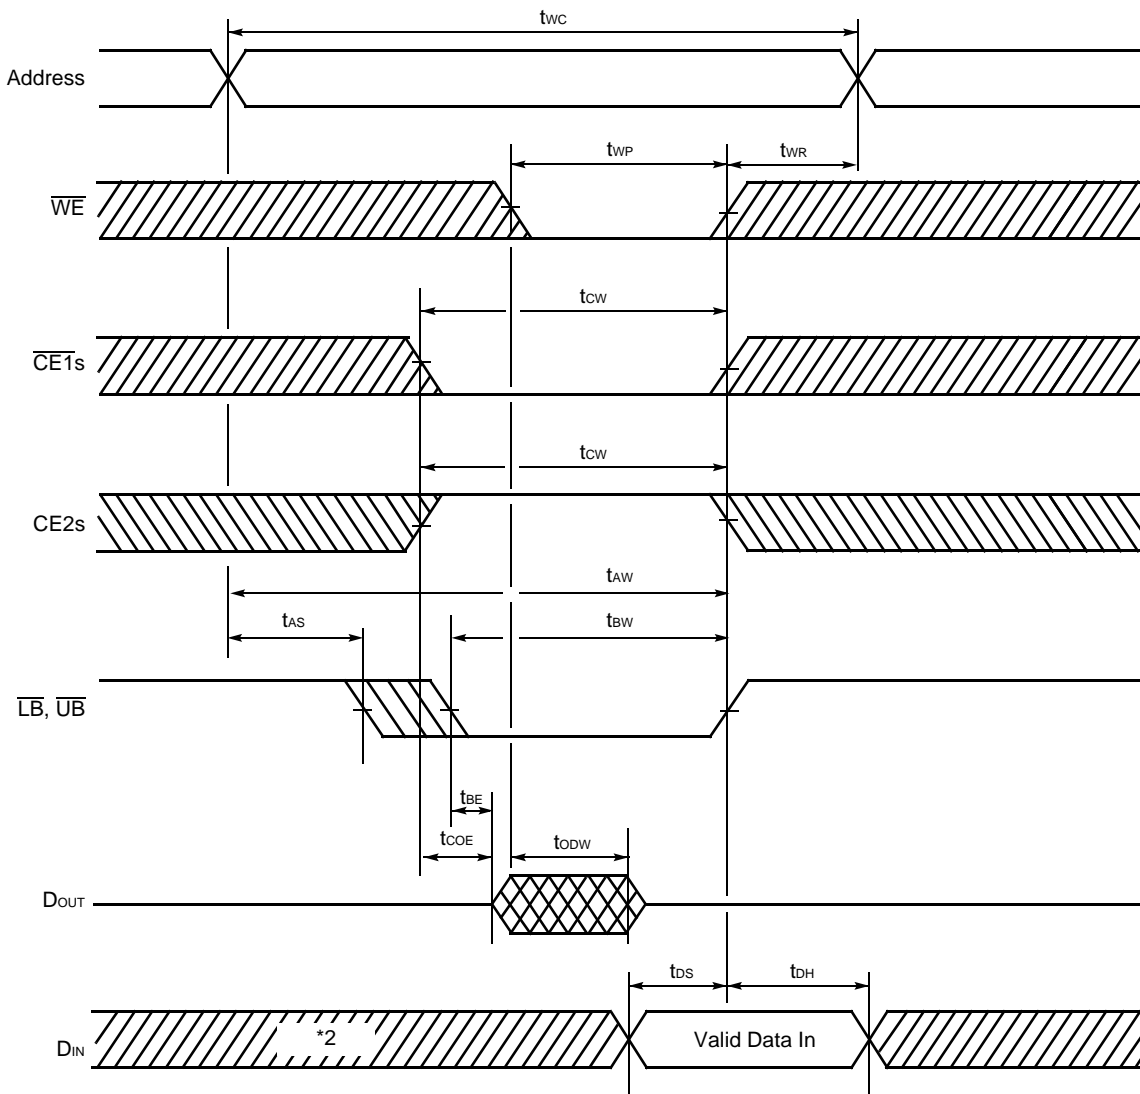 tWC
Address
tWP
tWR
WE
tCW
CE1s
tCW
CE2s
tAW
tAS
tBW
LB, UB
tBE
tCOE
tODW
DOUT
tDS
tDH
*2
Valid Data In
DIN